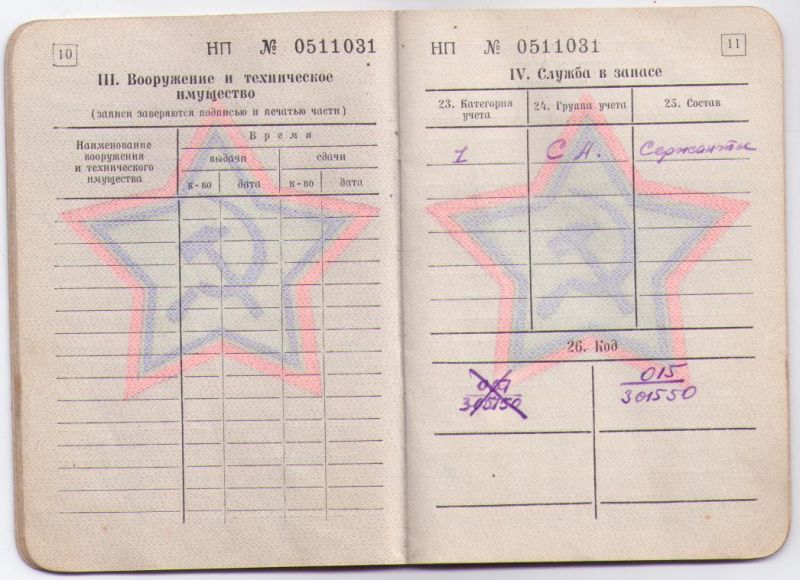 10
НП № 0511031
III. Вооружение и техническое
имущество
(записи заверяются подписью и печатью части)
Наименование
вооружения
и технического
имущества
Время
выдачи
сдачи
к-во
дата
к-во
дата
НП № 0511031
11
IV. Служба в запасе
23. Категория
учета
24. Группа учета
25. Состав
1
С А.
Сержанты
26. Код
015
301550